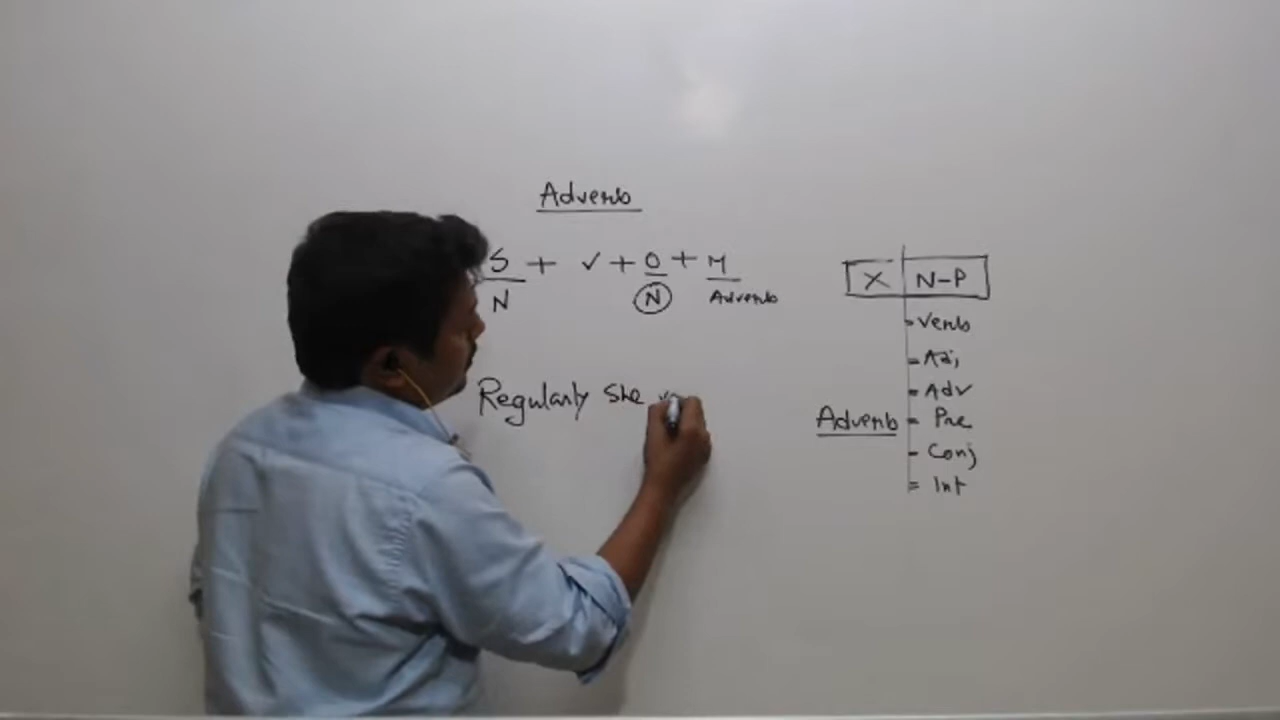 Adverb
S + V + O + M
N N Adverb
Regularly She
X N-P
- Verb
- Adj
- Adv
Adverb - Pre
- Conj
- Int